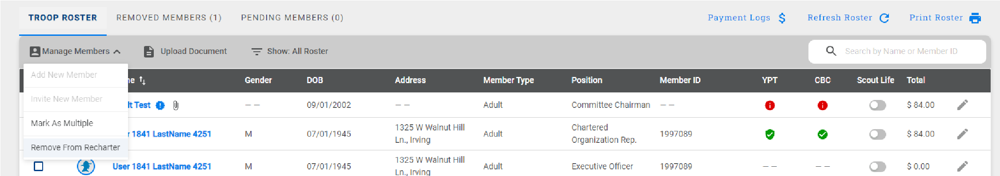 TROOP ROSTER REMOVED MEMBERS (1) PENDING MEMBERS (0) Payment Logs $ Refresh Roster Print Roster
Manage Members Upload Document Show: All Roster Search by Name or Member ID
Add New Member
Invite New Member
Mark As Multiple
Remove From Recharter
Gender DOB Address Member Type Position Member ID YPT CBC Scout Life Total
Test — — 09/01/2002 — — Adult Committee Chairman — — $ 84.00
1841 LastName 4251 M 07/01/1945 1325 W Walnut Hill Adult Chartered 1997089 $ 84.00
Ln., Irving Organization Rep.
User 1841 LastName 4251 M 07/01/1945 1325 W Walnut Hill Adult Executive Officer 1997089 — — — — $ 0.00
Ln., Irving